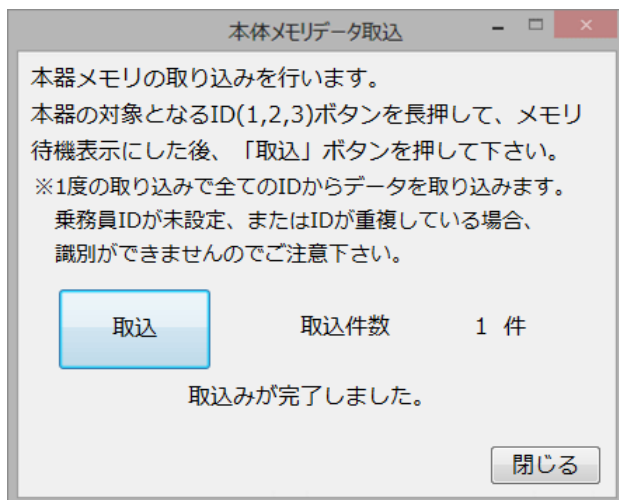 本体メモリデータ取込
本器メモリの取り込みを行います。
本器の対象となるID(1,2,3)ボタンを長押して、メモリ
待機表示にした後、「取込」ボタンを押して下さい。
※1度の取り込みで全てのIDからデータを取り込みます。
乗務員IDが未設定、またはIDが重複している場合、
識別ができませんのでご注意下さい。
取込 取込件数 1 件
取込みが完了しました。
閉じる